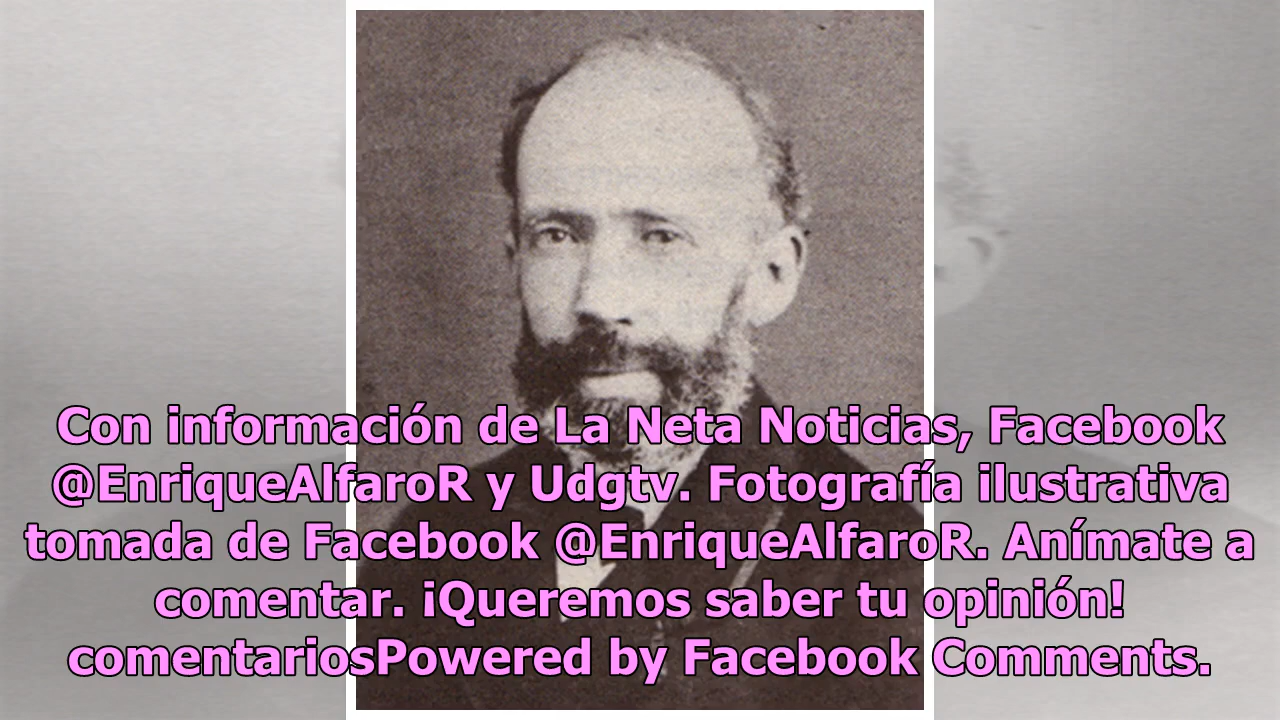 Con información de La Neta Noticias, Facebook
@EnriqueAlfaroR y Udgtv. Fotografía ilustrativa
tomada de Facebook @EnriqueAlfaroR. Anímate a
comentar. ¡Queremos saber tu opinión!
comentariosPowered by Facebook Comments.